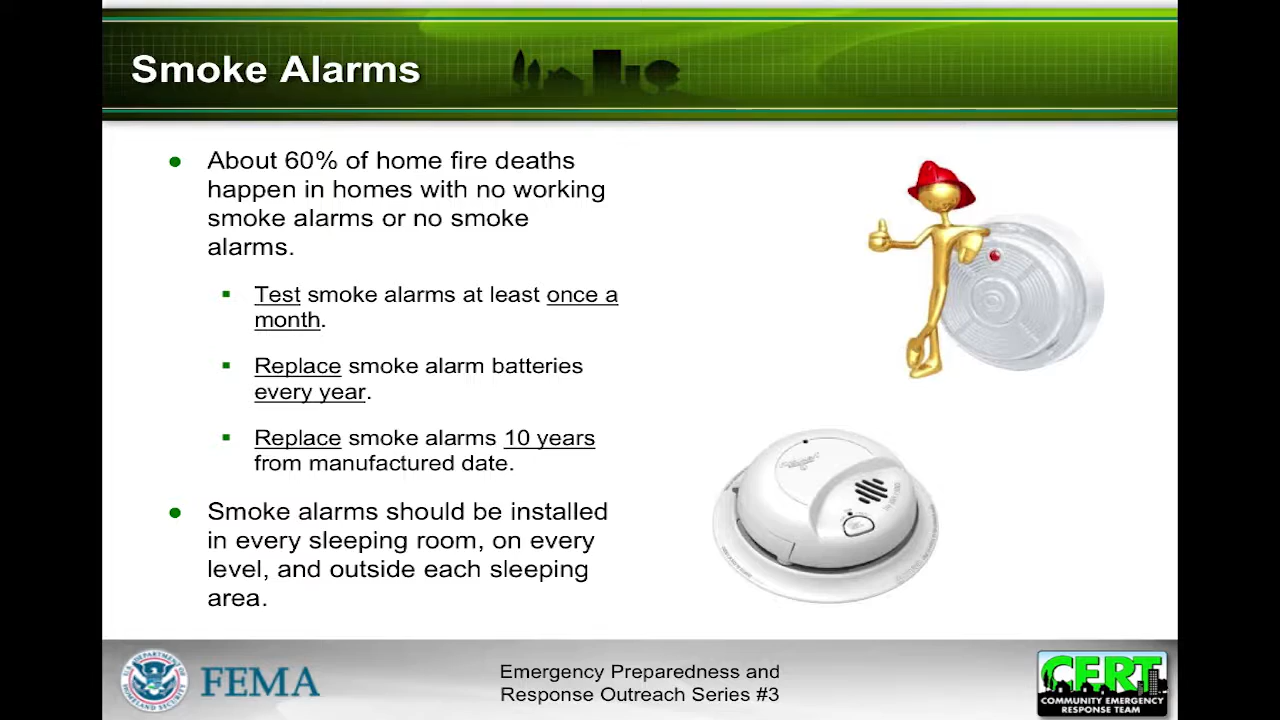 Smoke Alarms
About 60% of home fire deaths
happen in homes with no working
smoke alarms or no smoke
alarms.
Test smoke alarms at least once a
month.
Replace smoke alarm batteries
every year.
Replace smoke alarms 10 years
from manufactured date.
Smoke alarms should be installed
in every sleeping room, on every
level, and outside each sleeping
area.
FEMA
Emergency Preparedness and
Response Outreach Series #3
CERT
COMMUNITY EMERGENCY
RESPONSE TEAM